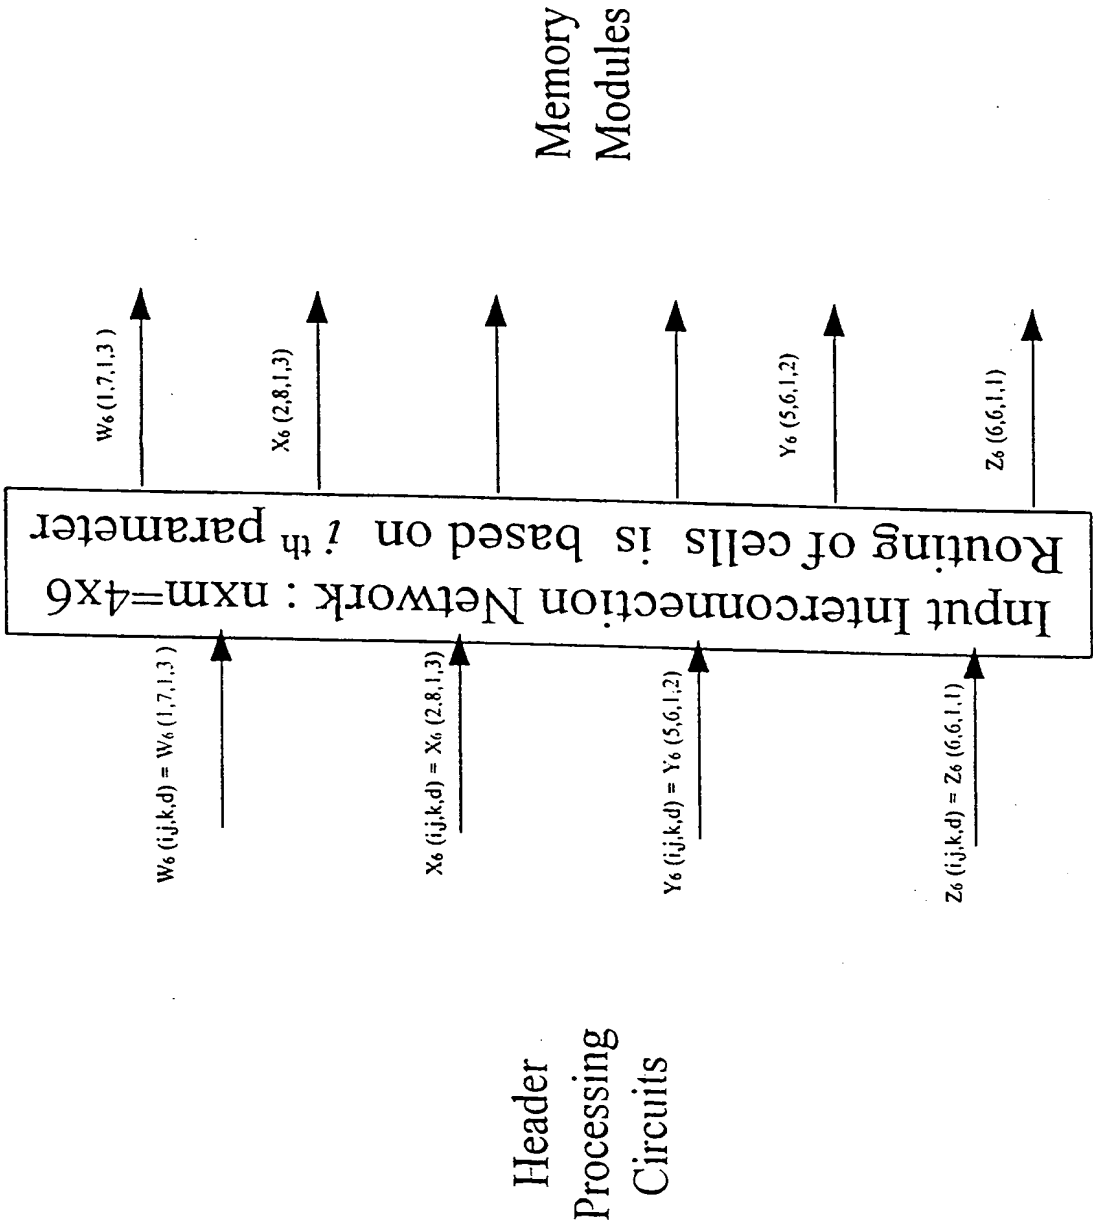 Header
Processing
Circuits
W6 (i,j,k,d) = W6 (1,7,1,3 )
X6 (i,j,k,d) = X6 (2,8,1,3)
Y6 (i,j,k,d) = Y6 (5,6,1,2)
Z6 (i,j,k,d) = Z6 (6,6,1,1)
Input Interconnection Network : nxm=4x6
Routing of cells is based on i th parameter
W6 (1,7,1,3 )
X6 (2,8,1,3)
Y6 (5,6,1,2)
Z6 (6,6,1,1)
Memory
Modules